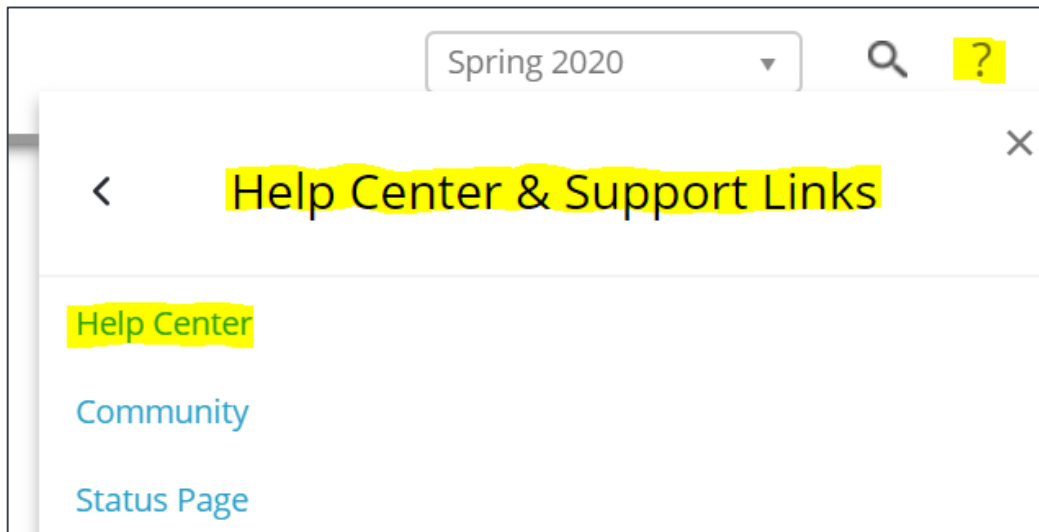 Spring 2020
?
Help Center & Support Links
Help Center
Community
Status Page